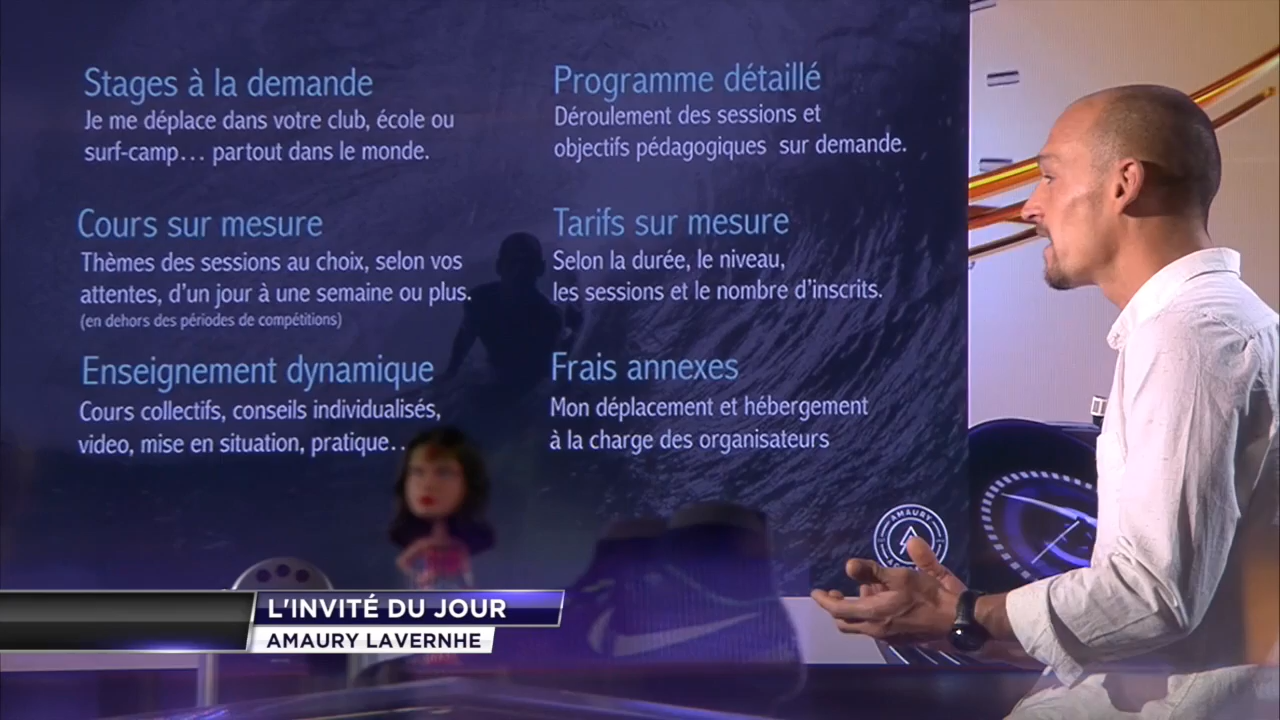 Stages à la demande
Je me déplace dans votre club, école ou
surf-camp... partout dans le monde.
Programme détaillé
Déroulement des sessions et
objectifs pédagogiques sur demande.
Cours sur mesure
Thèmes des sessions au choix, selon vos
attentes, d'un jour à une semaine ou plus.
(en dehors des périodes de compétitions)
Tarifs sur mesure
Selon la durée, le niveau,
les sessions et le nombre d'inscrits.
Enseignement dynamique
Cours collectifs, conseils individualisés,
video, mise en situation, pratique..
Frais annexes
Mon déplacement et hébergement
à la charge des organisateurs
AMAURY
L'INVITÉ DU JOUR
AMAURY LAVERNHE